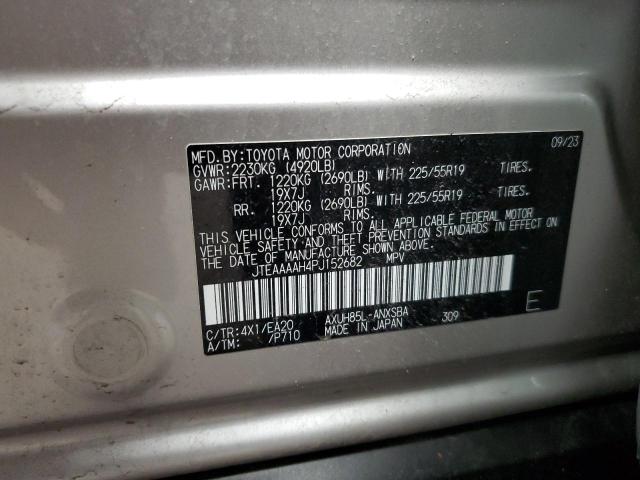 MFD.BY:TOYOTA MOTOR CORPORATION 09/23
GVWR:2230KG (4920LB)
GAWR:FRT. 1220KG (2690LB) WITH 225/55R19 TIRES.
19X7J RIMS.
RR. 1220KG (2690LB) WITH 225/55R19 TIRES.
19X7J RIMS.
THIS VEHICLE CONFORMS TO ALL APPLICABLE FEDERAL MOTOR
VEHICLE SAFETY AND THEFT PREVENTION STANDARDS IN EFFECT ON
THE DATE OF MANUFACTURE SHOWN ABOVE.
JTEAAAAH4PJ152682 MPV
E
C/TR:4X1/EA20 AXUH85L-ANXSBA
A/TM: /P710 MADE IN JAPAN 309